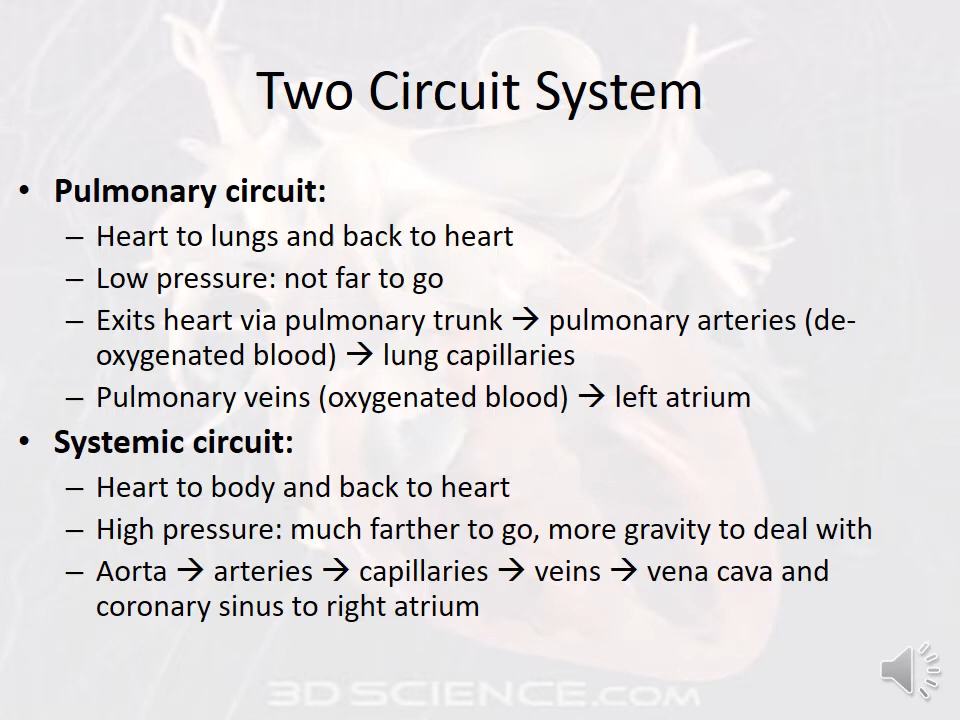 Two Circuit System
• Pulmonary circuit:
– Heart to lungs and back to heart
– Low pressure: not far to go
– Exits heart via pulmonary trunk → pulmonary arteries (de-
oxygenated blood) → lung capillaries
– Pulmonary veins (oxygenated blood) → left atrium
• Systemic circuit:
– Heart to body and back to heart
– High pressure: much farther to go, more gravity to deal with
– Aorta → arteries → capillaries → veins → vena cava and
coronary sinus to right atrium
3DSCIENCE.COM